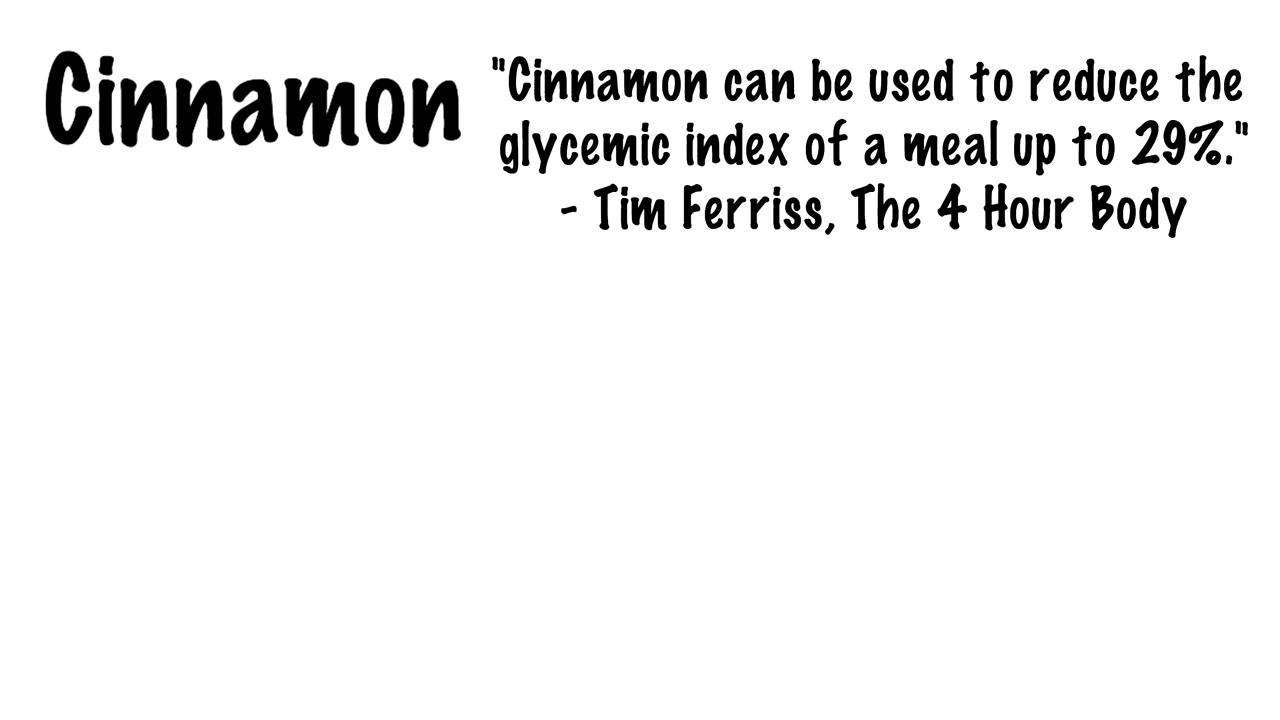 Cinnamon
"Cinnamon can be used to reduce the
glycemic index of a meal up to 29%."
- Tim Ferriss, The 4 Hour Body